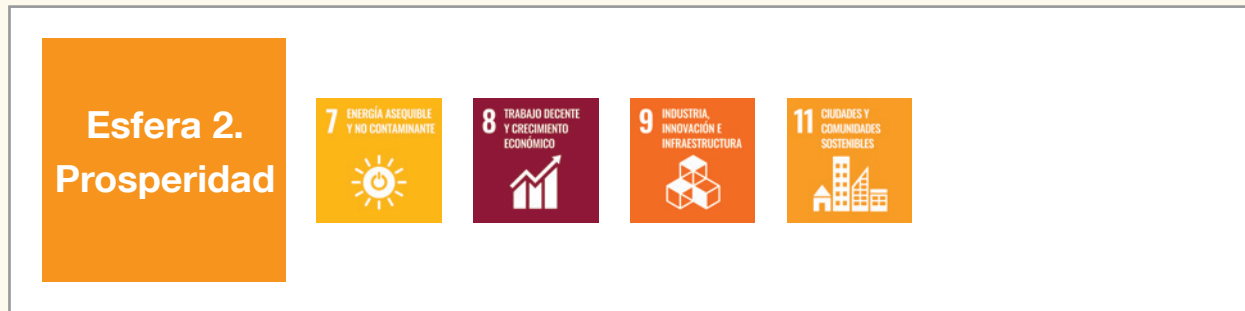 Esfera 2.
Prosperidad
7 ENERGÍA ASEQUIBLE
Y NO CONTAMINANTE
8 TRABAJO DECENTE
Y CRECIMIENTO
ECONÓMICO
9 INDUSTRIA,
INNOVACIÓN E
INFRAESTRUCTURA
11 CIUDADES Y
COMUNIDADES
SOSTENIBLES